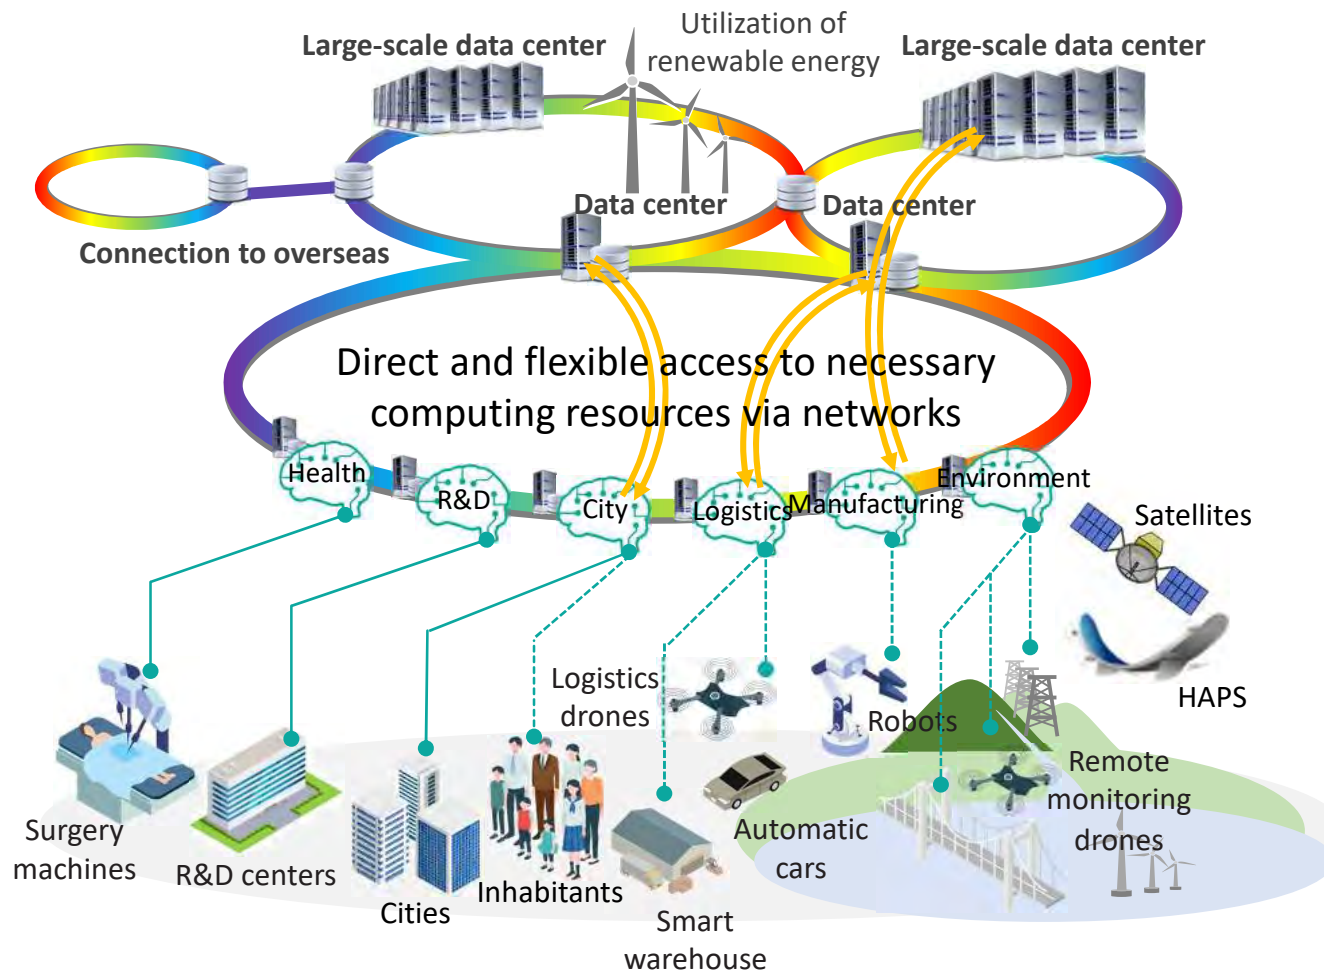 Utilization of
renewable energy
Large-scale data center
Large-scale data center
Data center
Data center
Connection to overseas
Direct and flexible access to necessary
computing resources via networks
Health
R&D
City
Logistics
Manufacturing
Environment
Satellites
HAPS
Logistics
drones
Robots
Remote
monitoring
drones
Automatic
cars
Surgery
machines
R&D centers
Cities
Inhabitants
Smart
warehouse